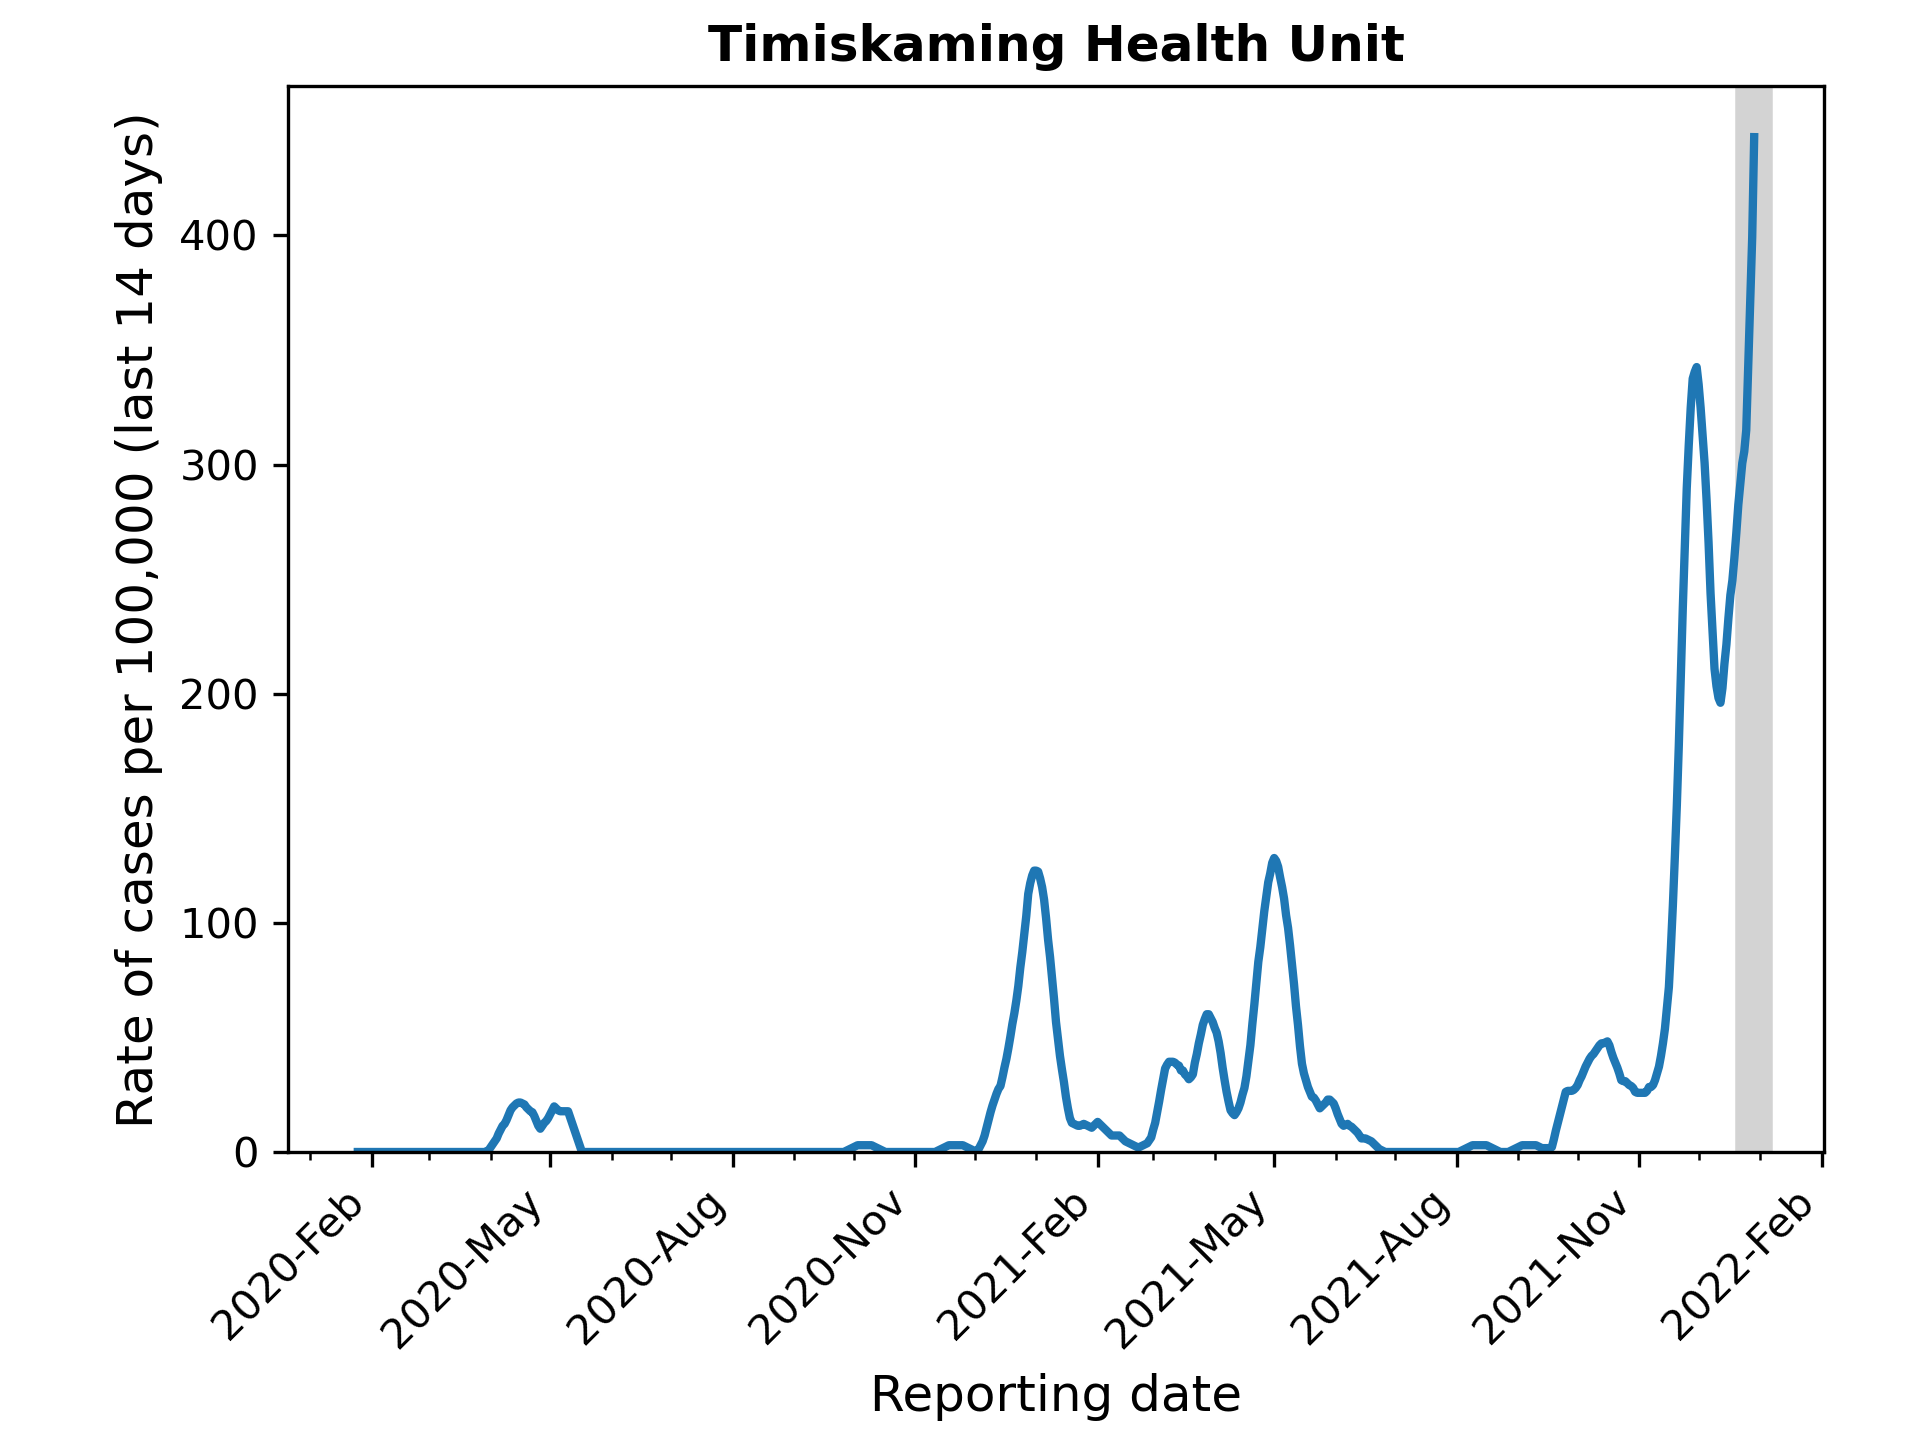 Timiskaming Health Unit
Rate of cases per 100,000 (last 14 days)
400
300
200
100
0
2020-Feb
2020-May
2020-Aug
2020-Nov
2021-Feb
2021-May
2021-Aug
2021-Nov
2022-Feb
Reporting date